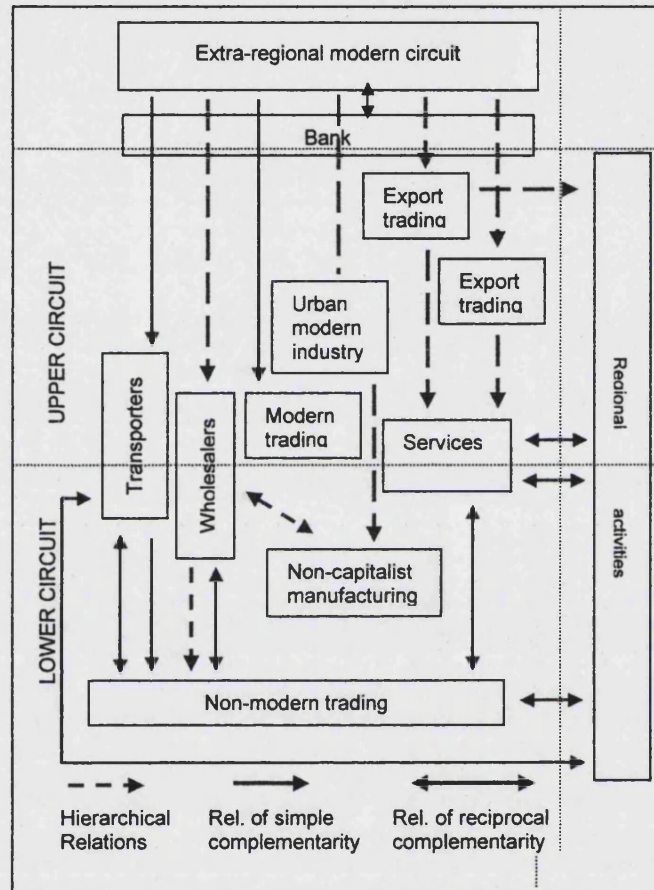 Extra-regional modern circuit
Bank
Export
trading
Export
trading
Urban
modern
industry
UPPER CIRCUIT
Regional
Transporters
Wholesalers
Modern
trading
Services
LOWER CIRCUIT
activities
Non-capitalist
manufacturing
Non-modern trading
Hierarchical
Relations
Rel. of simple
complementarity
Rel. of reciprocal
complementarity